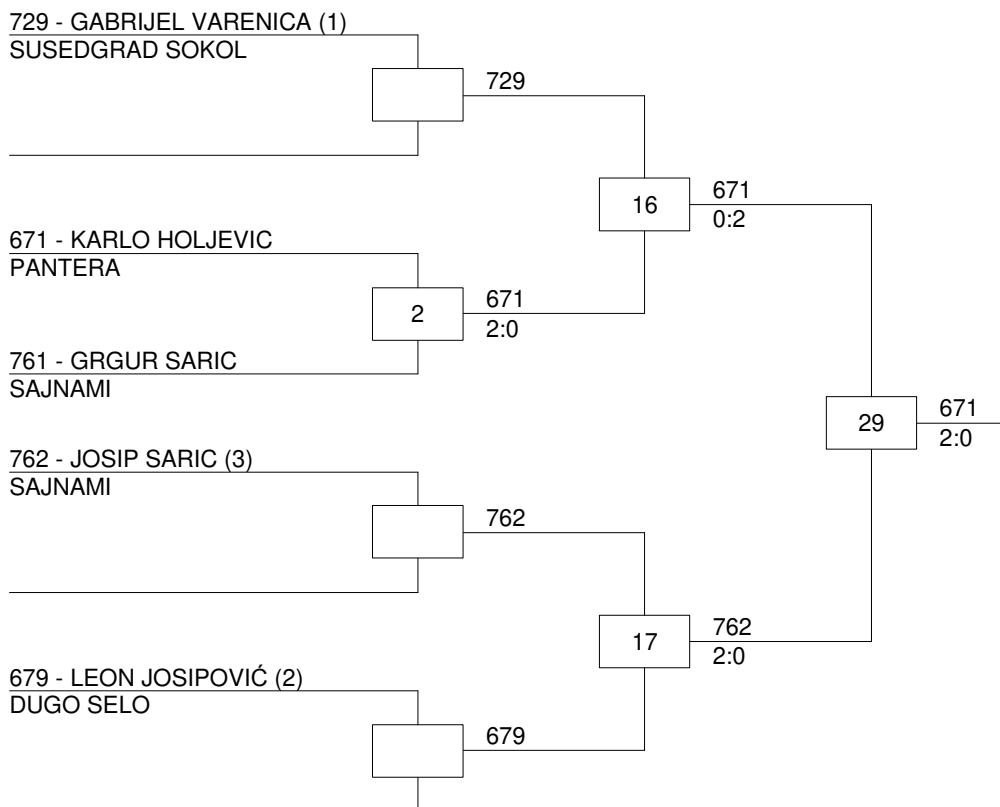 729 - GABRIJEL VARENICA (1)
SUSEDGRAD SOKOL
729
16
671
0:2
671 - KARLO HOLJEVIC
PANTERA
2
671
2:0
761 - GRGUR SARIC
SAJNAMI
29
671
2:0
762 - JOSIP SARIC (3)
SAJNAMI
762
17
762
2:0
679 - LEON JOSIPOVIĆ (2)
DUGO SELO
679